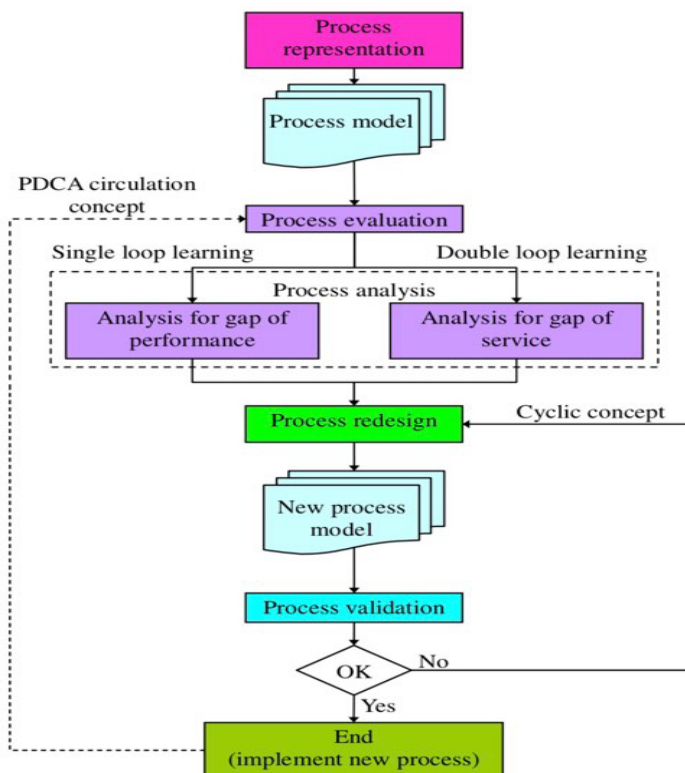 Process
representation
Process model
PDCA circulation
concept
Process evaluation
Single loop learning
Double loop learning
Process analysis
Analysis for gap of
performance
Analysis for gap of
service
Process redesign
Cyclic concept
New process
model
Process validation
OK
No
Yes
End
(implement new process)